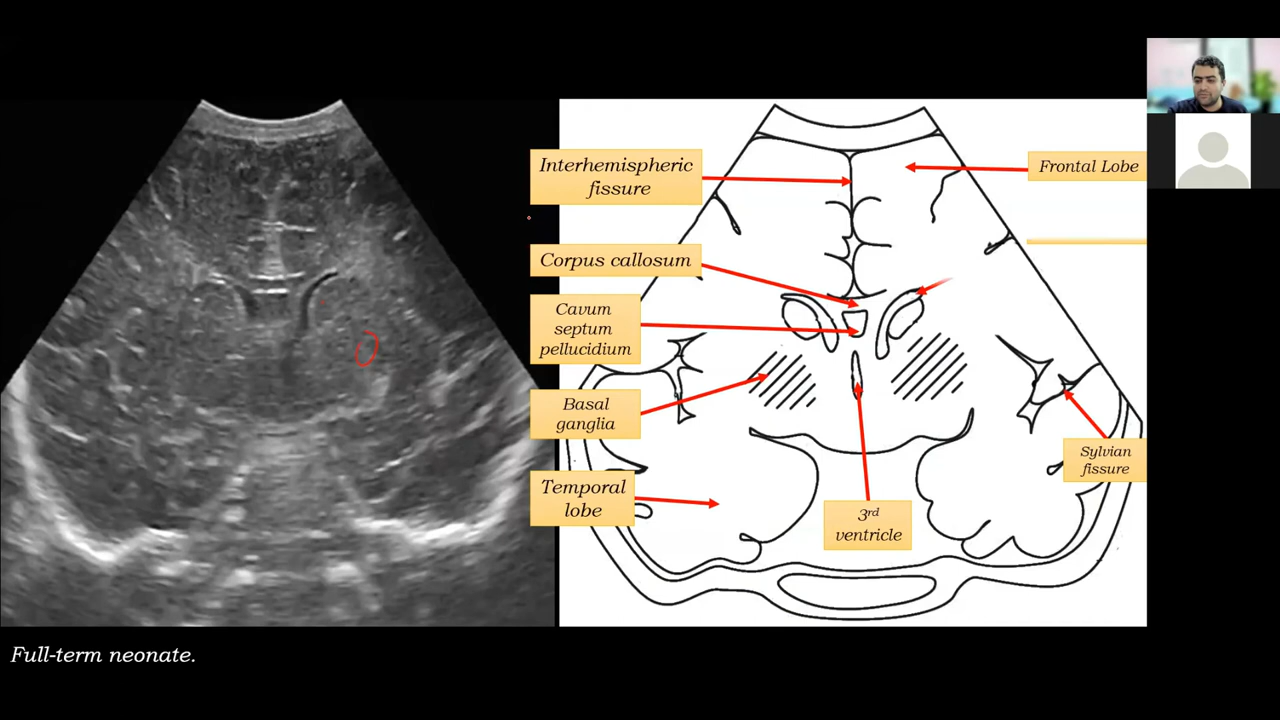 Interhemispheric
fissure
Frontal Lobe
Corpus callosum
Cavum
septum
pellucidium
Basal
ganglia
Sylvian
fissure
Temporal
lobe
3rd
ventricle
Full-term neonate.